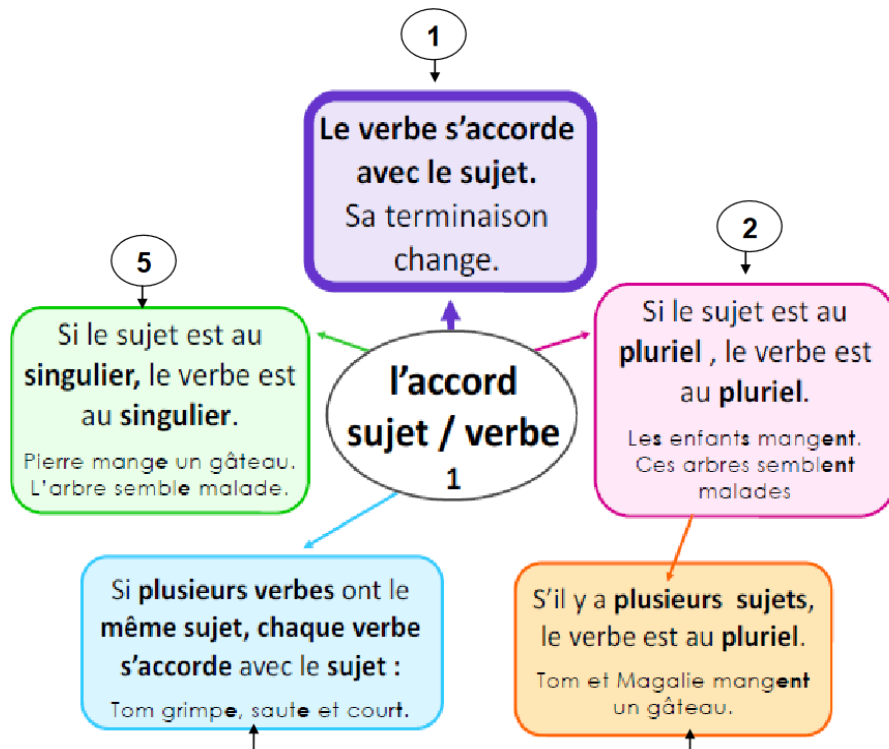 1
Le verbe s’accorde
avec le sujet.
Sa terminaison
change.
2
Si le sujet est au
pluriel , le verbe est
au pluriel.
Les enfants mangent.
Ces arbres semblent
malades
5
Si le sujet est au
singulier, le verbe est
au singulier.
Pierre mange un gâteau.
L’arbre semble malade.
l’accord
sujet / verbe
1
Si plusieurs verbes ont le
même sujet, chaque verbe
s’accorde avec le sujet :
Tom grimpe, saute et court.
S’il y a plusieurs sujets,
le verbe est au pluriel.
Tom et Magalie mangent
un gâteau.